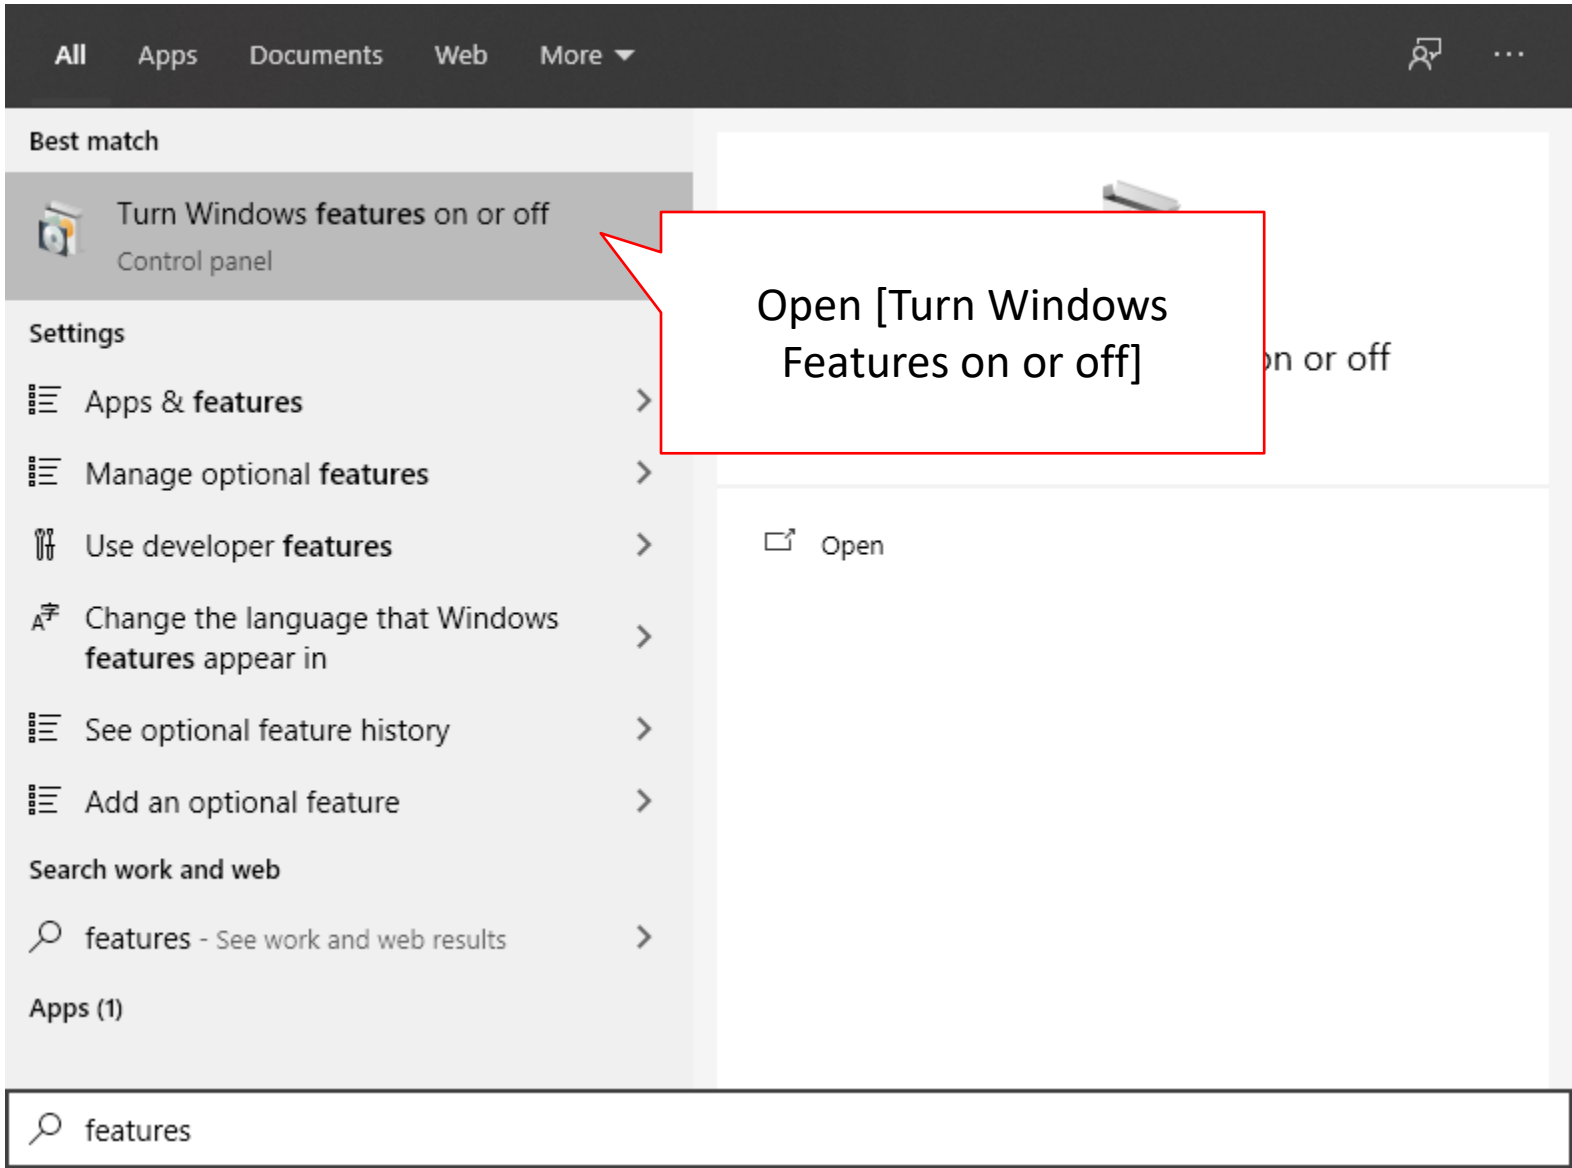 All Apps Documents Web More
Best match
Turn Windows features on or off
Control panel
Open [Turn Windows
Features on or off]
on or off
Settings
Apps & features
Manage optional features
Use developer features
Open
Change the language that Windows
features appear in
See optional feature history
Add an optional feature
Search work and web
features - See work and web results
Apps (1)
features